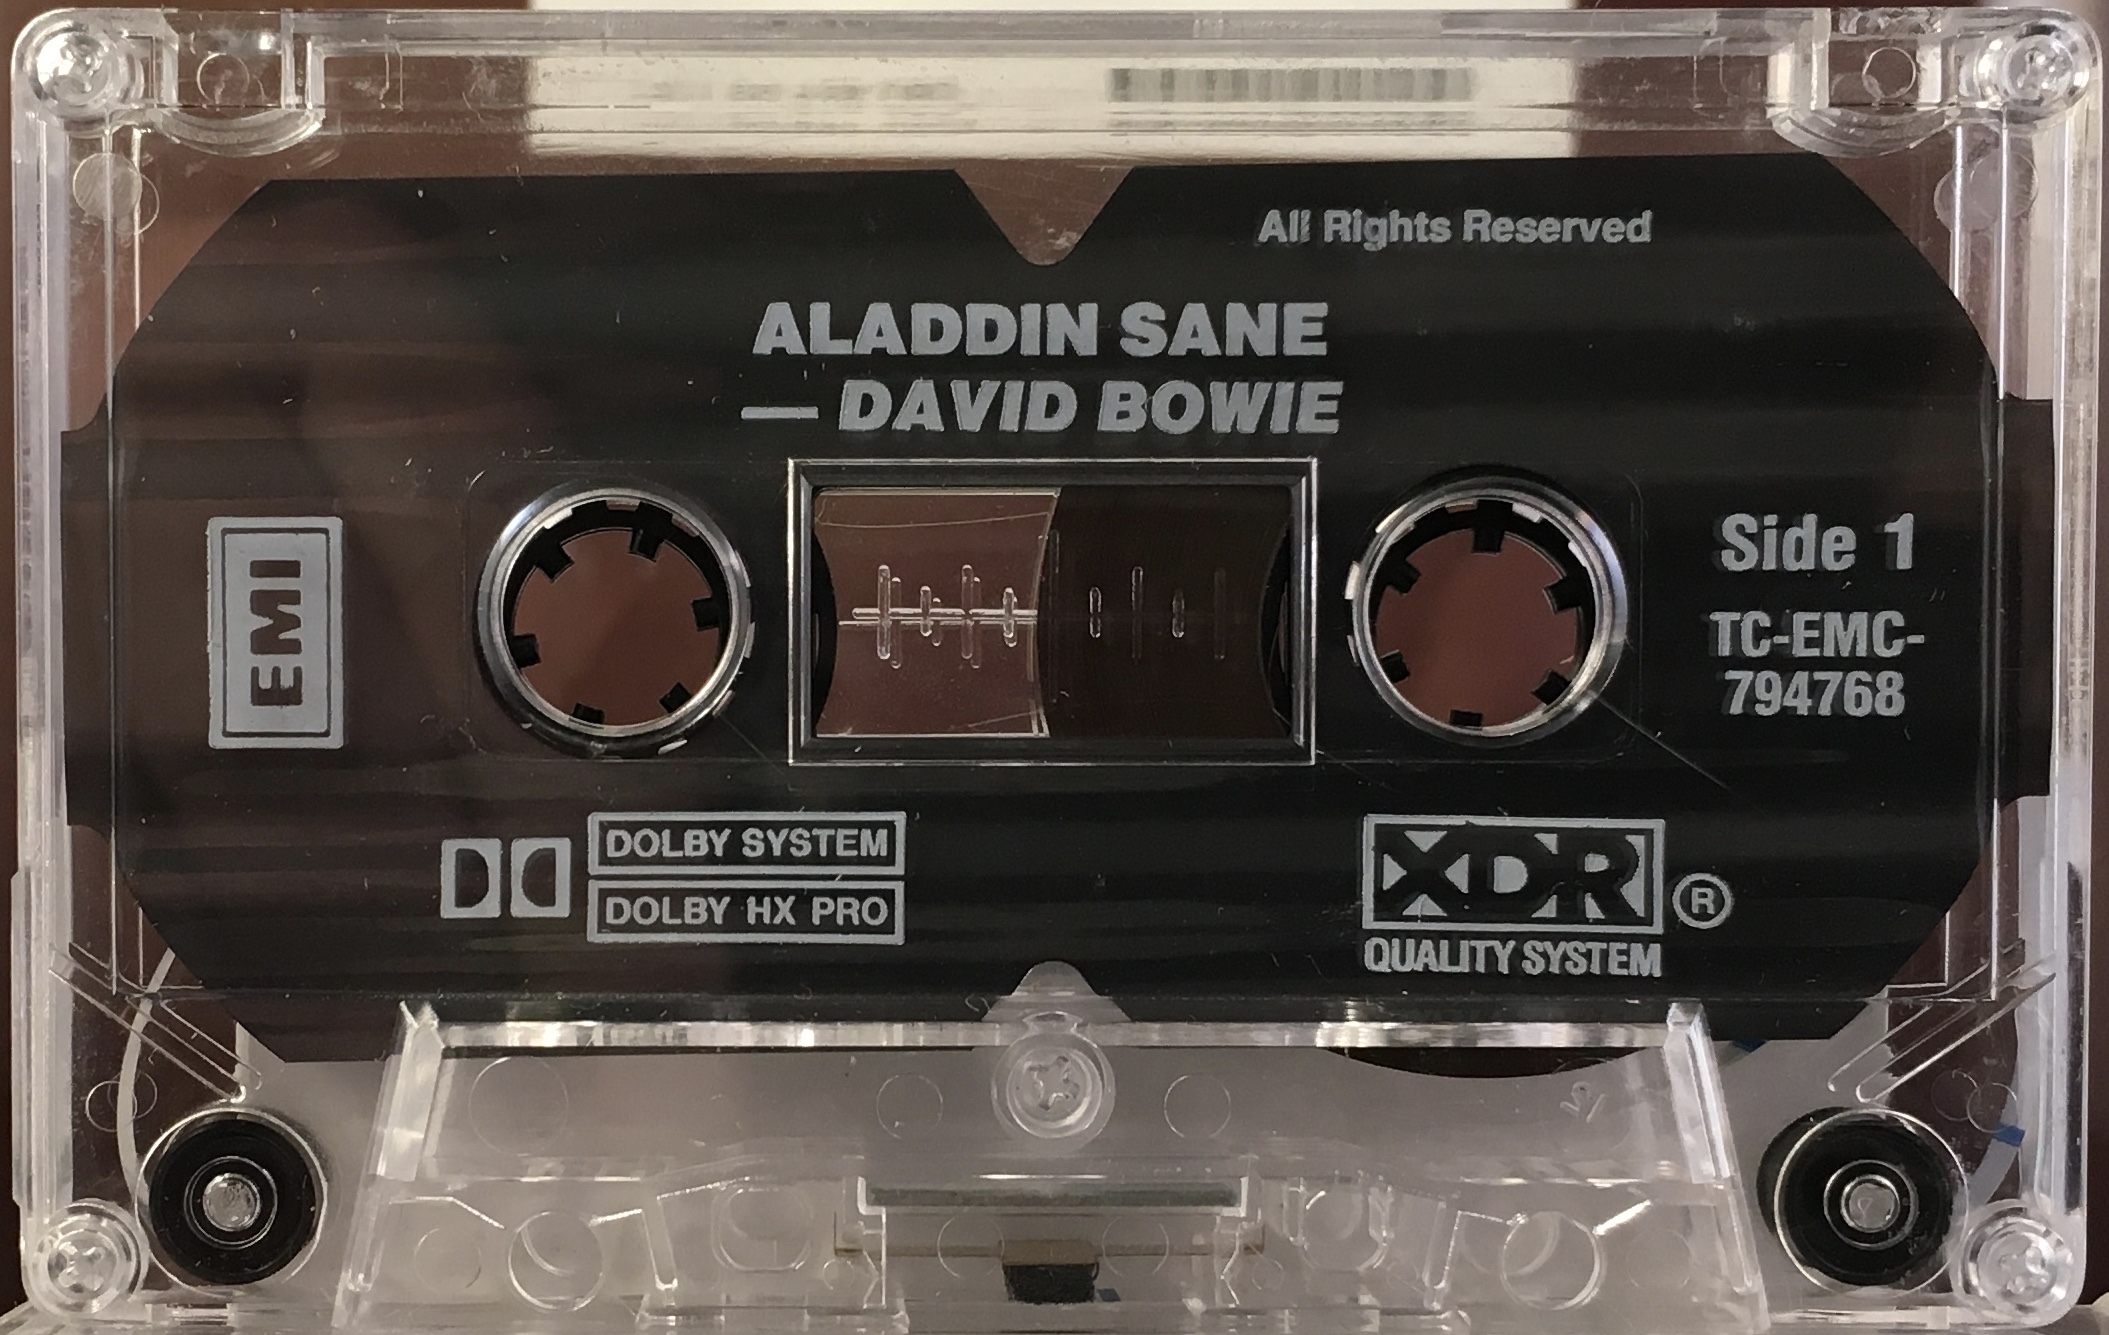 All Rights Reserved
ALADDIN SANE
— DAVID BOWIE
EMI
Side 1
TC-EMC-
794768
DOLBY SYSTEM
DOLBY HX PRO
XDR ®
QUALITY SYSTEM